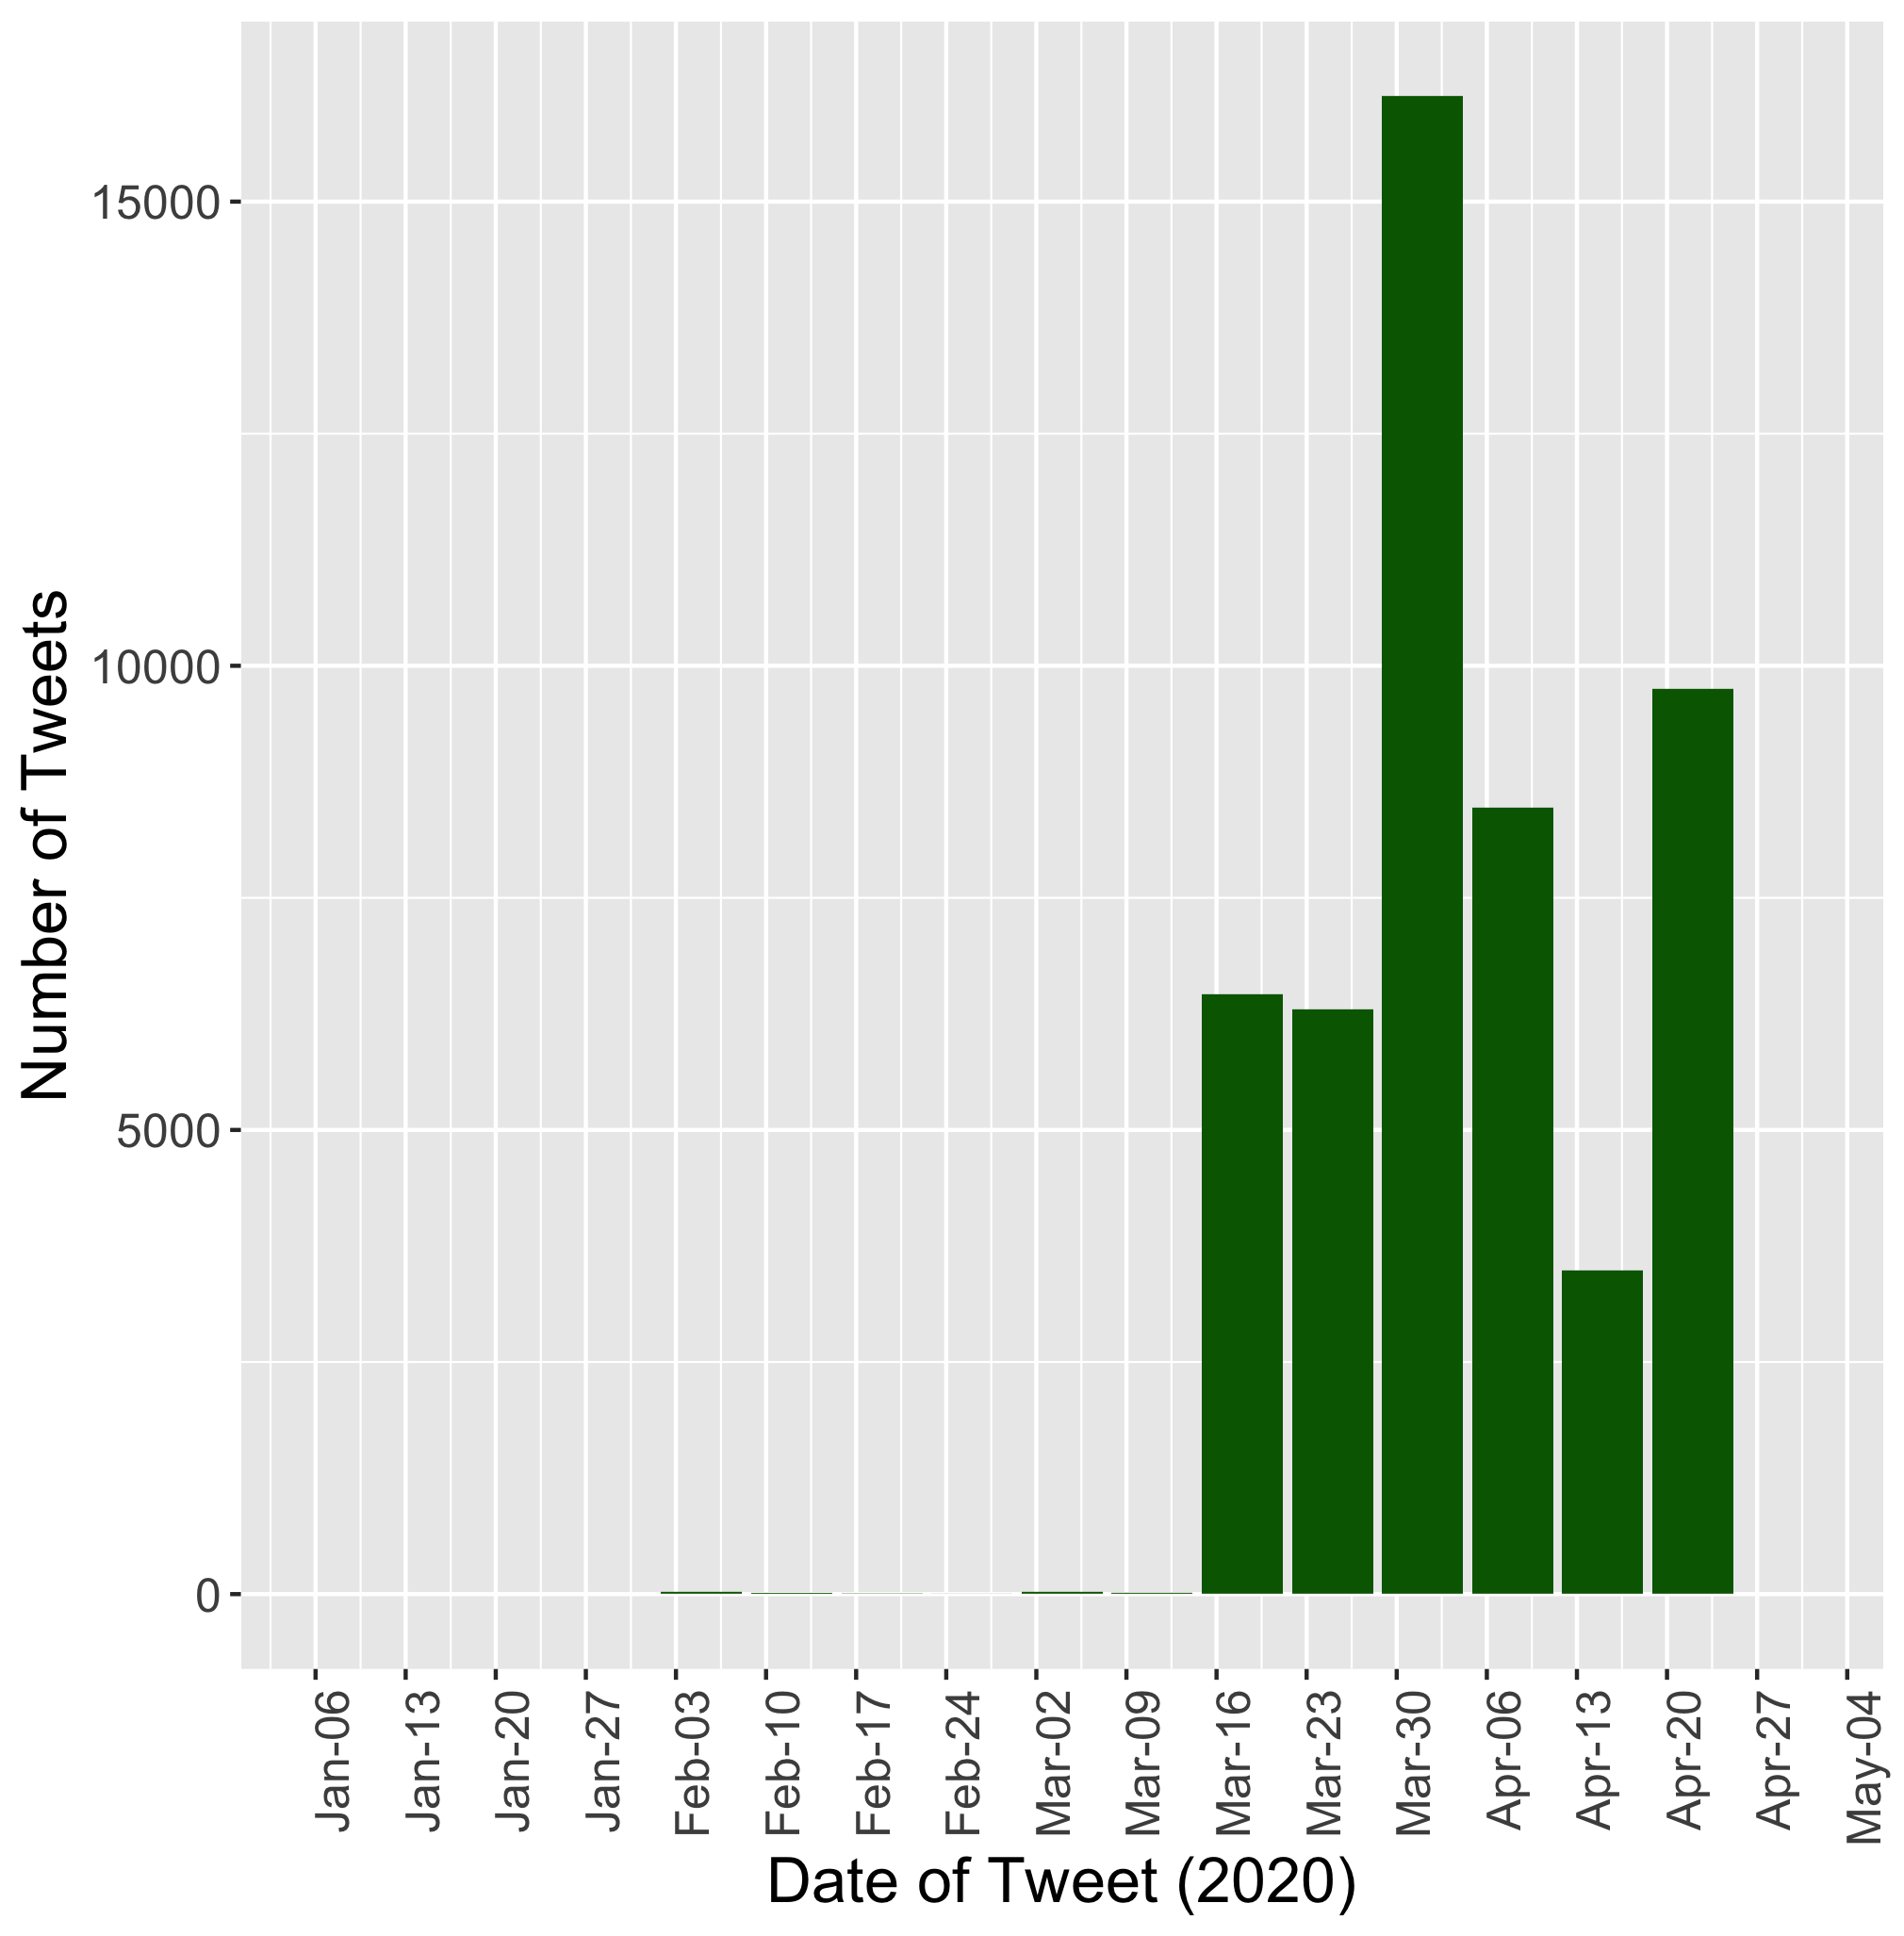 Number of Tweets
15000
10000
5000
0
Jan-06
Jan-13
Jan-20
Jan-27
Feb-03
Feb-10
Feb-17
Feb-24
Mar-02
Mar-09
Mar-16
Mar-23
Mar-30
Apr-06
Apr-13
Apr-20
Apr-27
May-04
Date of Tweet (2020)